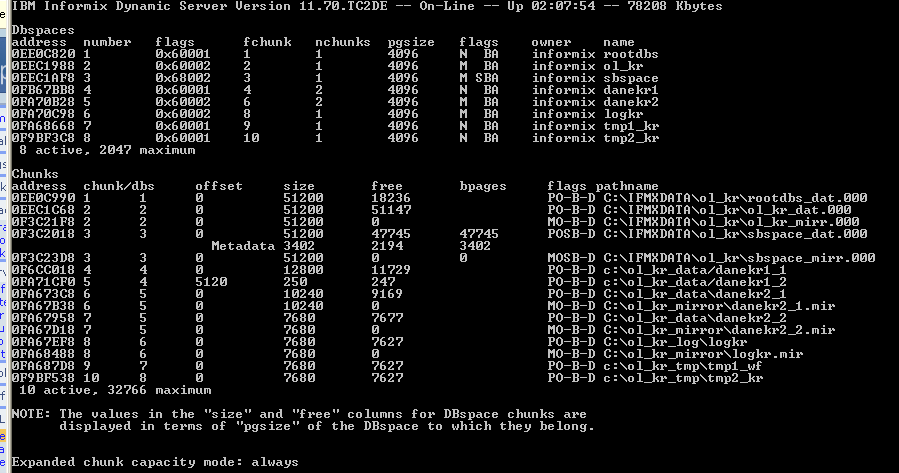 IBM Informix Dynamic Server Version 11.70.TC2DE -- On-Line -- Up 02:07:54 -- 78208 Kbytes
Dbspaces
address number flags fchunk nchunks pgsize flags owner name
0EE0C820 1 0x60001 1 1 4096 N BA informix rootdbs
0EEC1988 2 0x60002 2 1 4096 M BA informix ol_kr
0EEC1AF8 3 0x68002 3 1 4096 M SBA informix sbspace
0FB67BB8 4 0x60001 4 2 4096 N BA informix danekr1
0FA70B28 5 0x60002 6 2 4096 M BA informix danekr2
0FA70C98 6 0x60002 8 1 4096 M BA informix logkr
0FA68668 7 0x60001 9 1 4096 N BA informix tmp1_kr
0F9BF3C8 8 0x60001 10 1 4096 N BA informix tmp2_kr
8 active, 2047 maximum
Chunks
address chunk/dbs offset size free bpages flags pathname
0EE0C990 1 1 0 51200 18236 PO-B-D C:\IFMXDATA\ol_kr\rootdbs_dat.000
0EEC1C68 2 2 0 51200 51147 PO-B-D C:\IFMXDATA\ol_kr\ol_kr_dat.000
0F3C21F8 2 2 0 51200 0 MO-B-D C:\IFMXDATA\ol_kr\ol_kr_mirr.000
0F3C2018 3 3 0 51200 47745 47745 POSB-D C:\IFMXDATA\ol_kr\sbspace_dat.000
Metadata 3402 2194 3402
0F3C23D8 3 3 0 51200 0 0 MOSB-D C:\IFMXDATA\ol_kr\sbspace_mirr.000
0F6CC018 4 4 0 12800 11729 PO-B-D c:\ol_kr_data/danekr1_1
0FA71CF0 5 4 5120 250 247 PO-B-D c:\ol_kr_data/danekr1_2
0FA673C8 6 5 0 10240 9169 PO-B-D c:\ol_kr_data/danekr2_1
0FA67B38 6 5 0 10240 0 MO-B-D c:\ol_kr_mirror\danekr2_1.mir
0FA67958 7 5 0 7680 7677 PO-B-D c:\ol_kr_data\danekr2_2
0FA67D18 7 5 0 7680 0 MO-B-D c:\ol_kr_mirror\danekr2_2.mir
0FA67EF8 8 6 0 7680 7627 PO-B-D C:\ol_kr_log\logkr
0FA68488 8 6 0 7680 0 MO-B-D c:\ol_kr_mirror\logkr.mir
0FA687D8 9 7 0 7680 7627 PO-B-D c:\ol_kr_tmp\tmp1_wf
0F9BF538 10 8 0 7680 7627 PO-B-D c:\ol_kr_tmp\tmp2_kr
10 active, 32766 maximum
NOTE: The values in the "size" and "free" columns for DBspace chunks are
displayed in terms of "pgsize" of the DBspace to which they belong.
Expanded chunk capacity mode: always